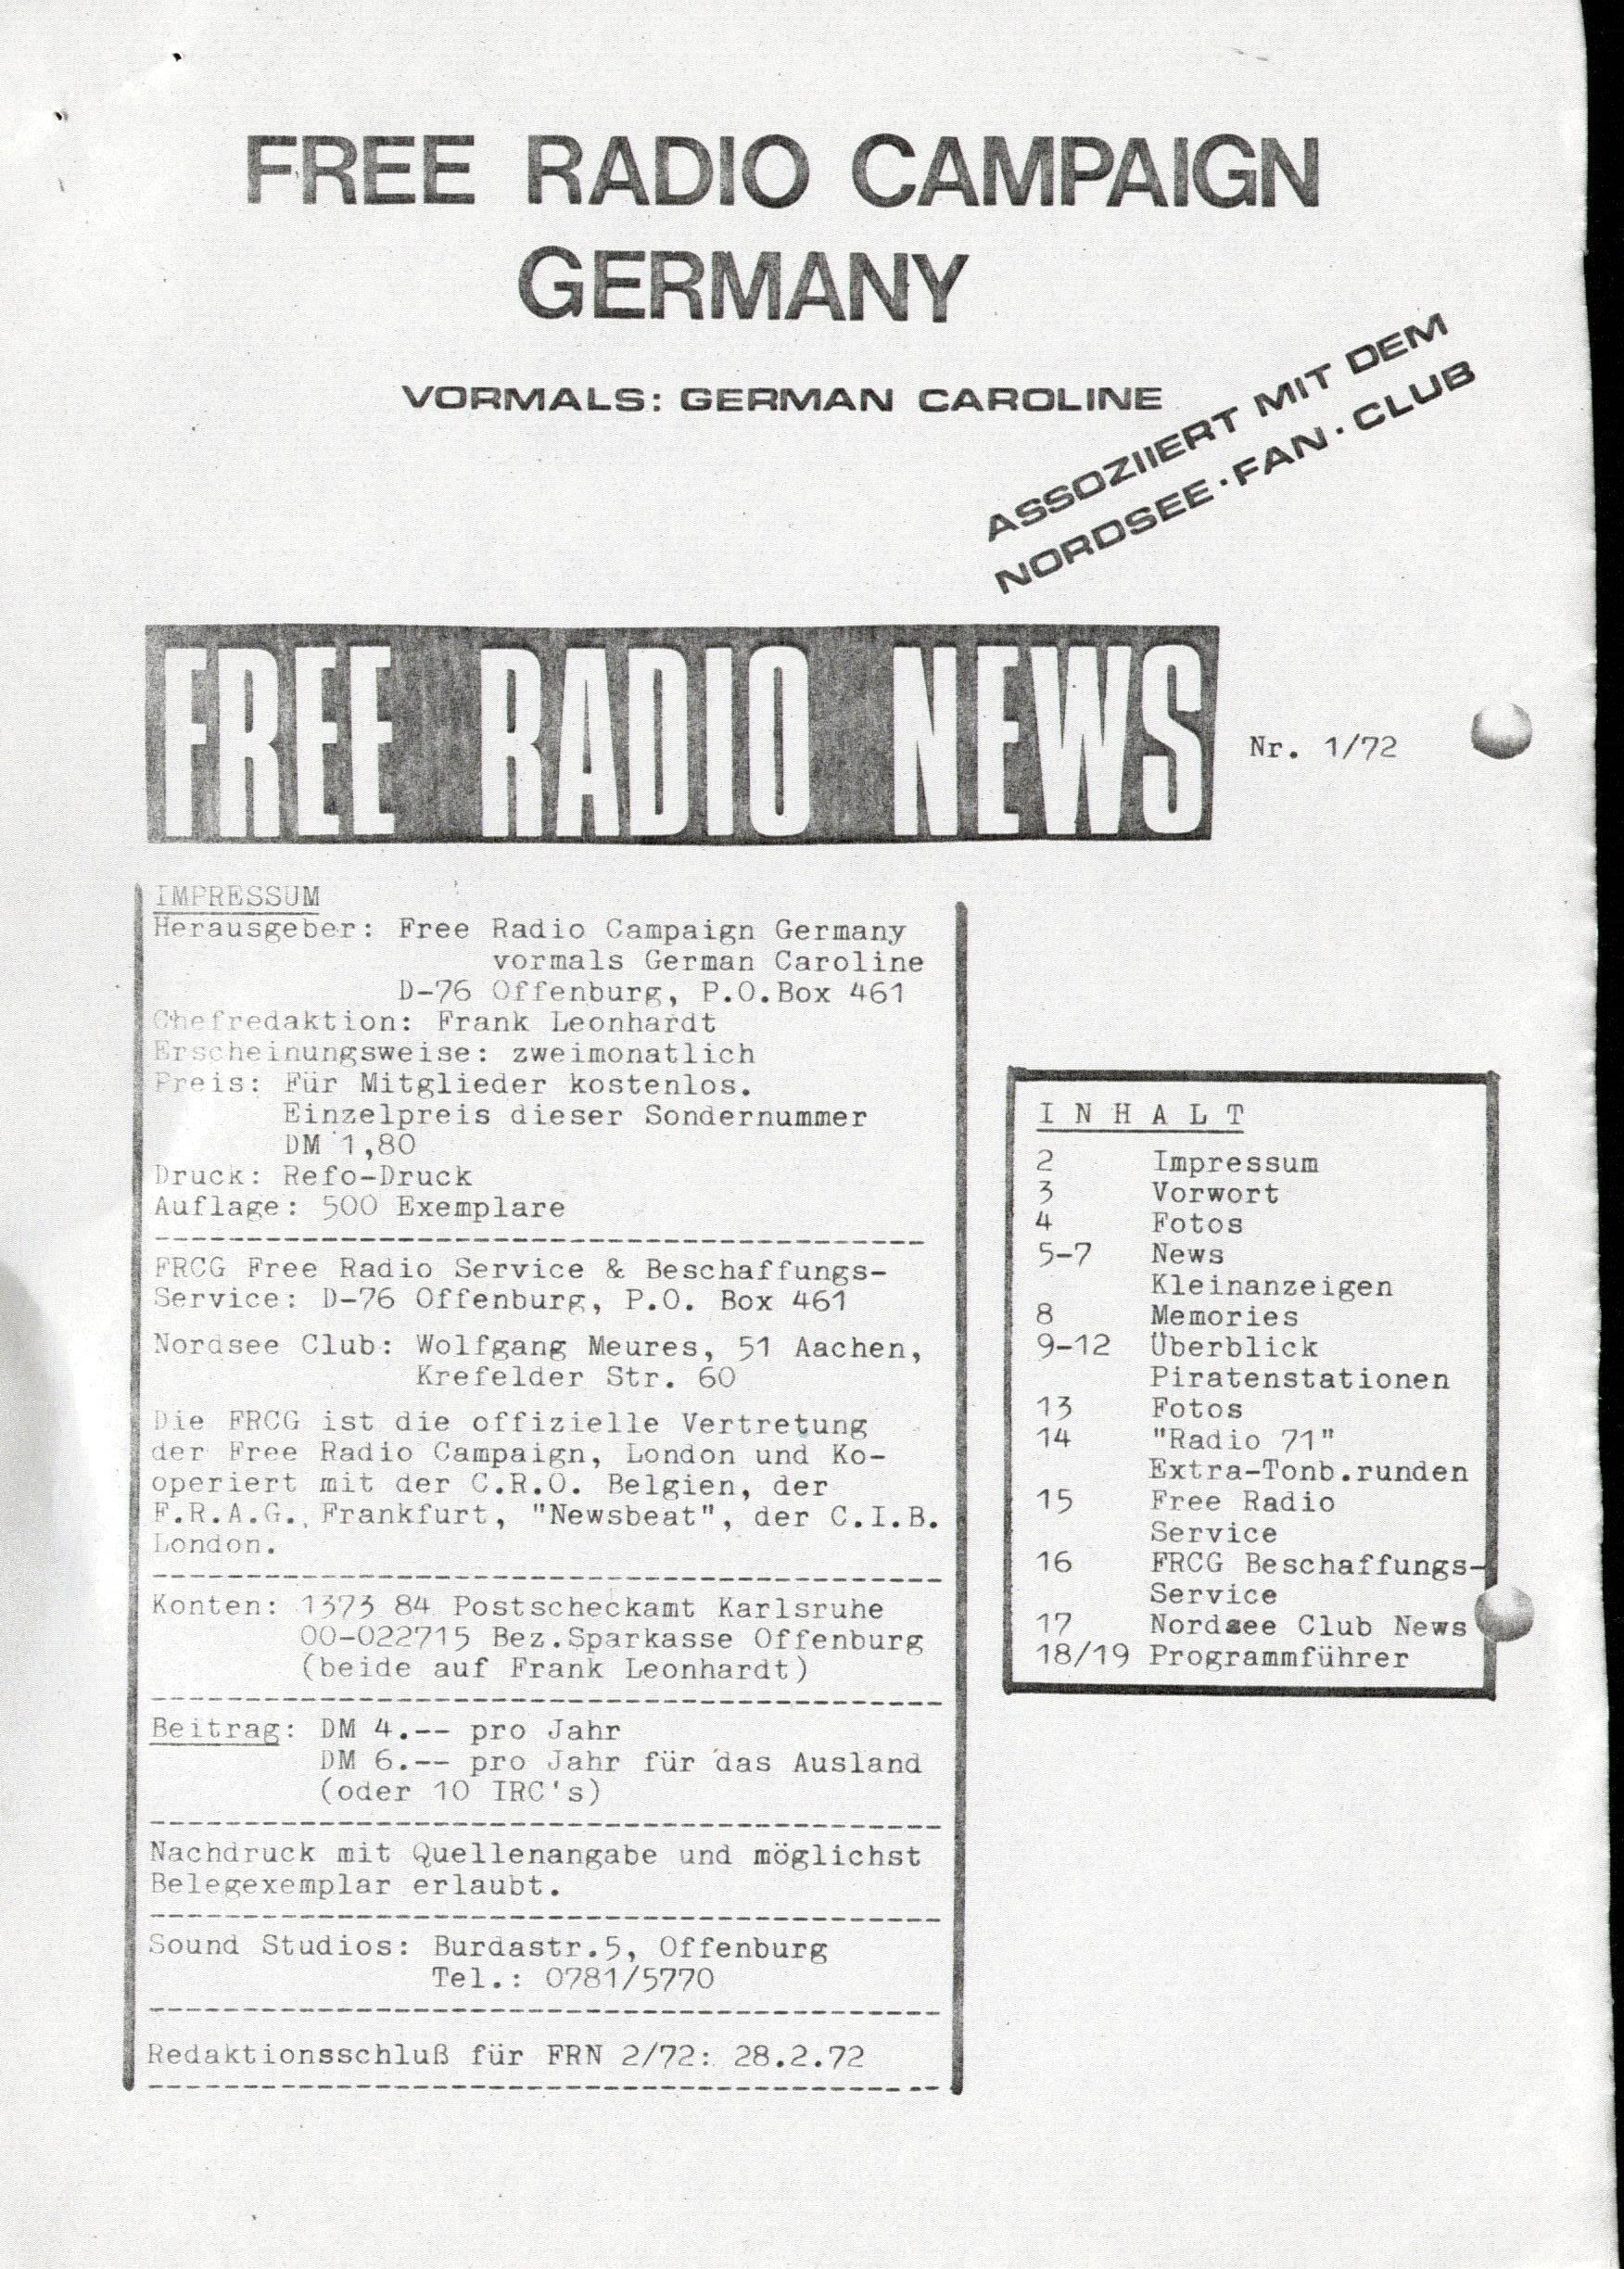 FREE RADIO CAMPAIGN
GERMANY
VORMALS: GERMAN CAROLINE
ASSOZIIERT MIT DEM
NORDSEE·FAN·CLUB
FREE RADIO NEWS
Nr. 1/72
IMPRESSUM
Herausgeber: Free Radio Campaign Germany
vormals German Caroline
D-76 Offenburg, P.O.Box 461
Chefredaktion: Frank Leonhardt
Erscheinungsweise: zweimonatlich
Preis: Für Mitglieder kostenlos.
Einzelpreis dieser Sondernummer
DM 1,80
Druck: Refo-Druck
Auflage: 500 Exemplare
FRCG Free Radio Service & Beschaffungs-
Service: D-76 Offenburg, P.O. Box 461
Nordsee Club: Wolfgang Meures, 51 Aachen,
Krefelder Str. 60
Die FRCG ist die offizielle Vertretung
der Free Radio Campaign, London und Ko-
operiert mit der C.R.O. Belgien, der
F.R.A.G., Frankfurt, "Newsbeat", der C.I.B.
London.
Konten: 1373 84 Postscheckamt Karlsruhe
00-022715 Bez.Sparkasse Offenburg
(beide auf Frank Leonhardt)
Beitrag: DM 4.-- pro Jahr
DM 6.-- pro Jahr für das Ausland
(oder 10 IRC's)
Nachdruck mit Quellenangabe und möglichst
Belegexemplar erlaubt.
Sound Studios: Burdastr.5, Offenburg
Tel.: 0781/5770
Redaktionsschluß für FRN 2/72: 28.2.72
I N H A L T
2 Impressum
3 Vorwort
4 Fotos
5-7 News
Kleinanzeigen
8 Memories
9-12 Überblick
Piratenstationen
13 Fotos
14 "Radio 71"
Extra-Tonb.runden
15 Free Radio
Service
16 FRCG Beschaffungs-
Service
17 Nordsee Club News
18/19 Programmführer